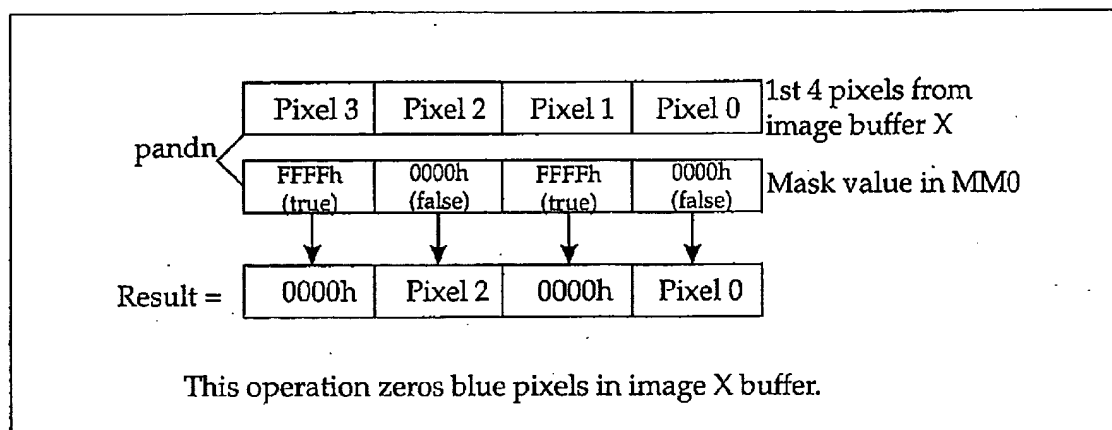 Pixel 3 Pixel 2 Pixel 1 Pixel 0
1st 4 pixels from
image buffer X
pandn
FFFFh 0000h FFFFh 0000h
(true) (false) (true) (false)
Mask value in MM0
Result = 0000h Pixel 2 0000h Pixel 0
This operation zeros blue pixels in image X buffer.